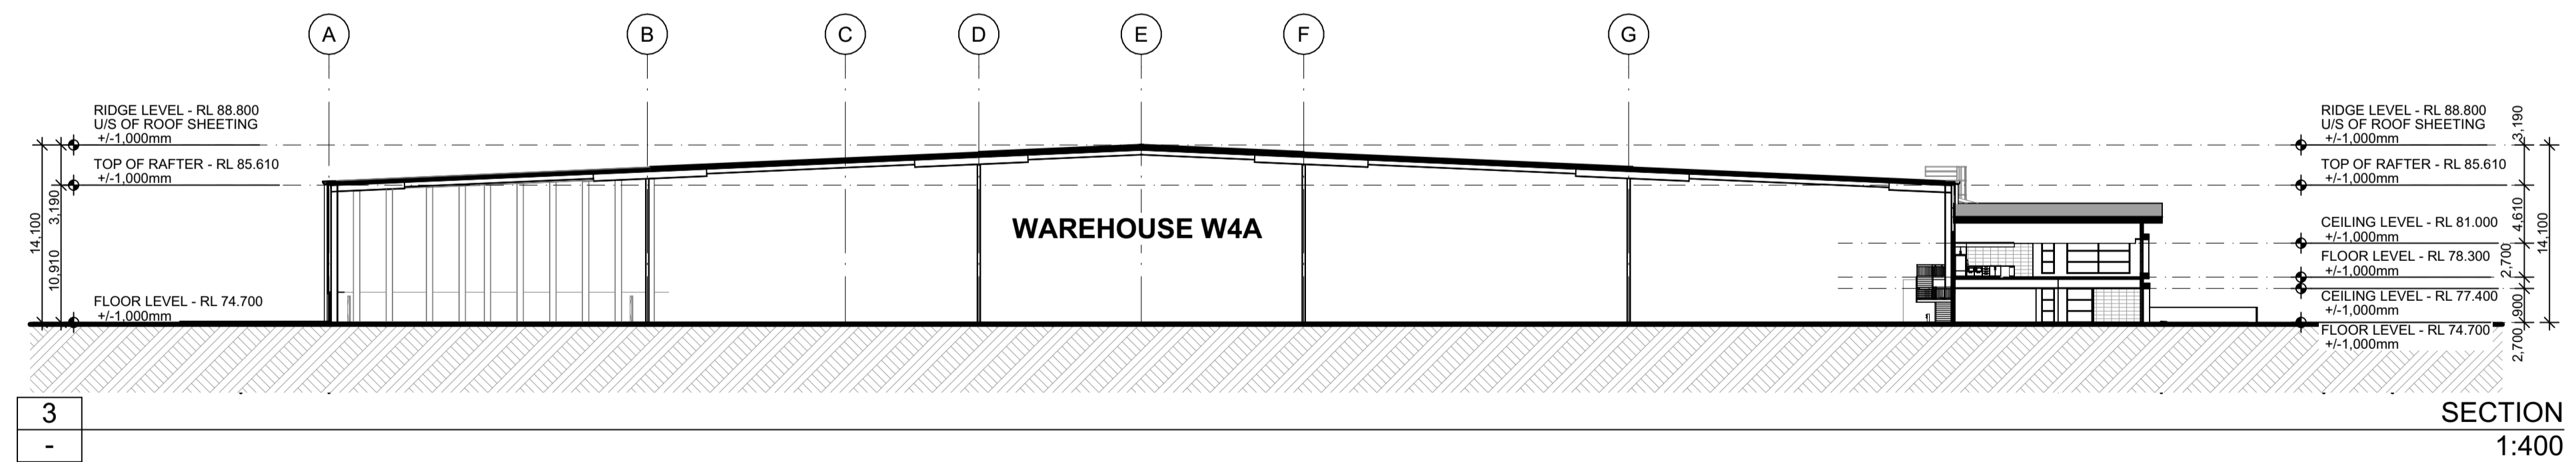 A B C D E F G
RIDGE LEVEL - RL 88.800
U/S OF ROOF SHEETING
+/-1,000mm
TOP OF RAFTER - RL 85.610
+/-1,000mm
FLOOR LEVEL - RL 74.700
+/-1,000mm
14,100
3,190
10,910
WAREHOUSE W4A
RIDGE LEVEL - RL 88.800
U/S OF ROOF SHEETING
+/-1,000mm
TOP OF RAFTER - RL 85.610
+/-1,000mm
CEILING LEVEL - RL 81.000
+/-1,000mm
FLOOR LEVEL - RL 78.300
+/-1,000mm
CEILING LEVEL - RL 77.400
+/-1,000mm
FLOOR LEVEL - RL 74.700
+/-1,000mm
3,190
4,610
2,700
,900
2,700
14,100
3
-
SECTION
1:400